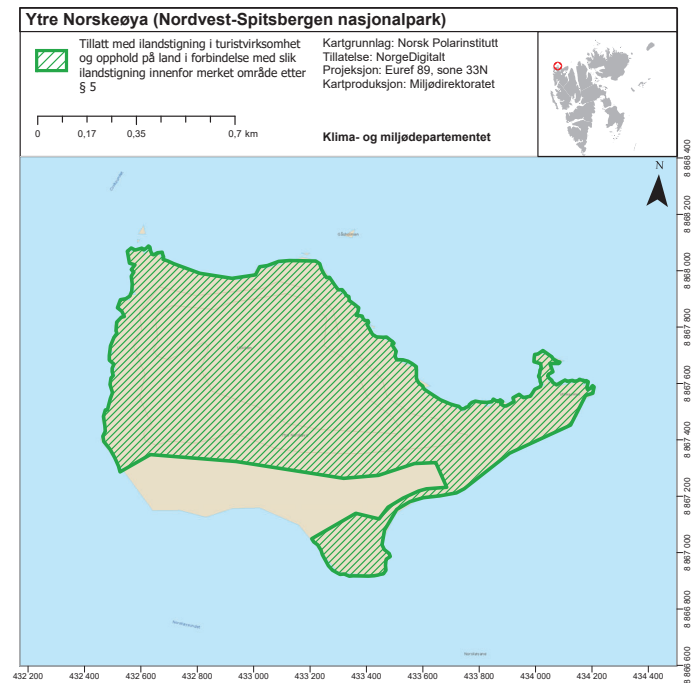 Ytre Norskeøya (Nordvest-Spitsbergen nasjonalpark)
Tillatt med ilandstigning i turistvirksomhet
og opphold på land i forbindelse med slik
ilandstigning innenfor merket område etter
§ 5
Kartgrunnlag: Norsk Polarinstitutt
Tillatelse: NorgeDigitalt
Projeksjon: Euref 89, sone 33N
Kartproduksjon: Miljødirektoratet
0 0,17 0,35 0,7 km
Klima- og miljødepartementet
N
8 868 400
8 868 200
8 868 000
8 867 800
8 867 600
8 867 400
8 867 200
8 867 000
8 866 800
8 866 600
432 200 432 400 432 600 432 800 433 000 433 200 433 400 433 600 433 800 434 000 434 200 434 400